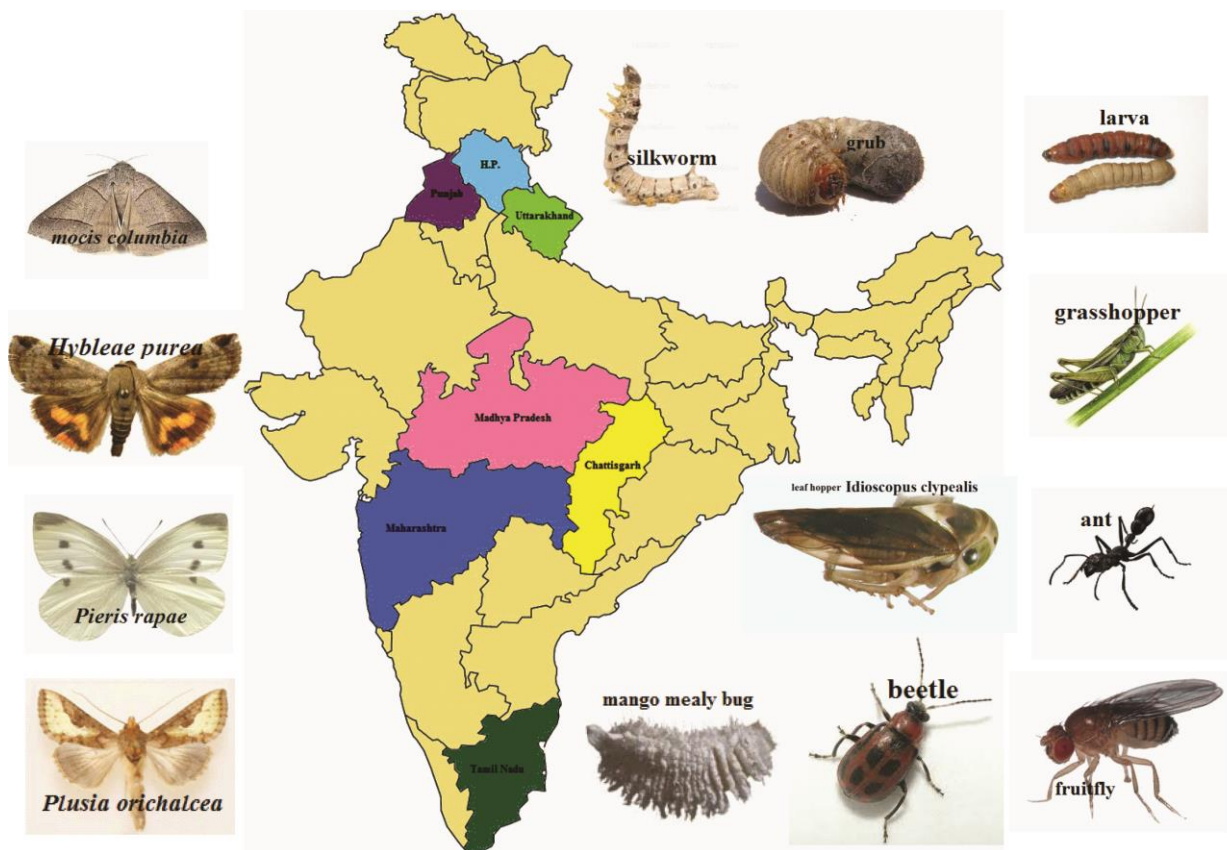 mocis columbia
Hybleae purea
Pieris rapae
Plusia orichalcea
H.P.
Punjab
Uttarakhand
Madhya Pradesh
Chattisgarh
Maharashtra
Tamil Nadu
silkworm
grub
larva
grasshopper
leaf hopper Idioscopus clypealis
ant
mango mealy bug
beetle
fruitfly